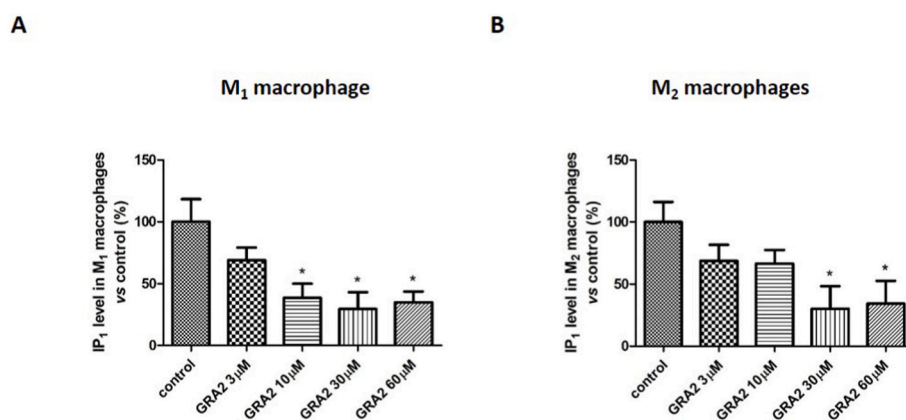 A
B
M₁ macrophage
M₂ macrophages
IP₁ level in M₁ macrophages
vs control (%)
150
100
50
0
*
*
*
control
GRA2 3μM
GRA2 10μM
GRA2 30μM
GRA2 60μM
IP₁ level in M₂ macrophages
vs control (%)
150
100
50
0
*
*
control
GRA2 3μM
GRA2 10μM
GRA2 30μM
GRA2 60μM